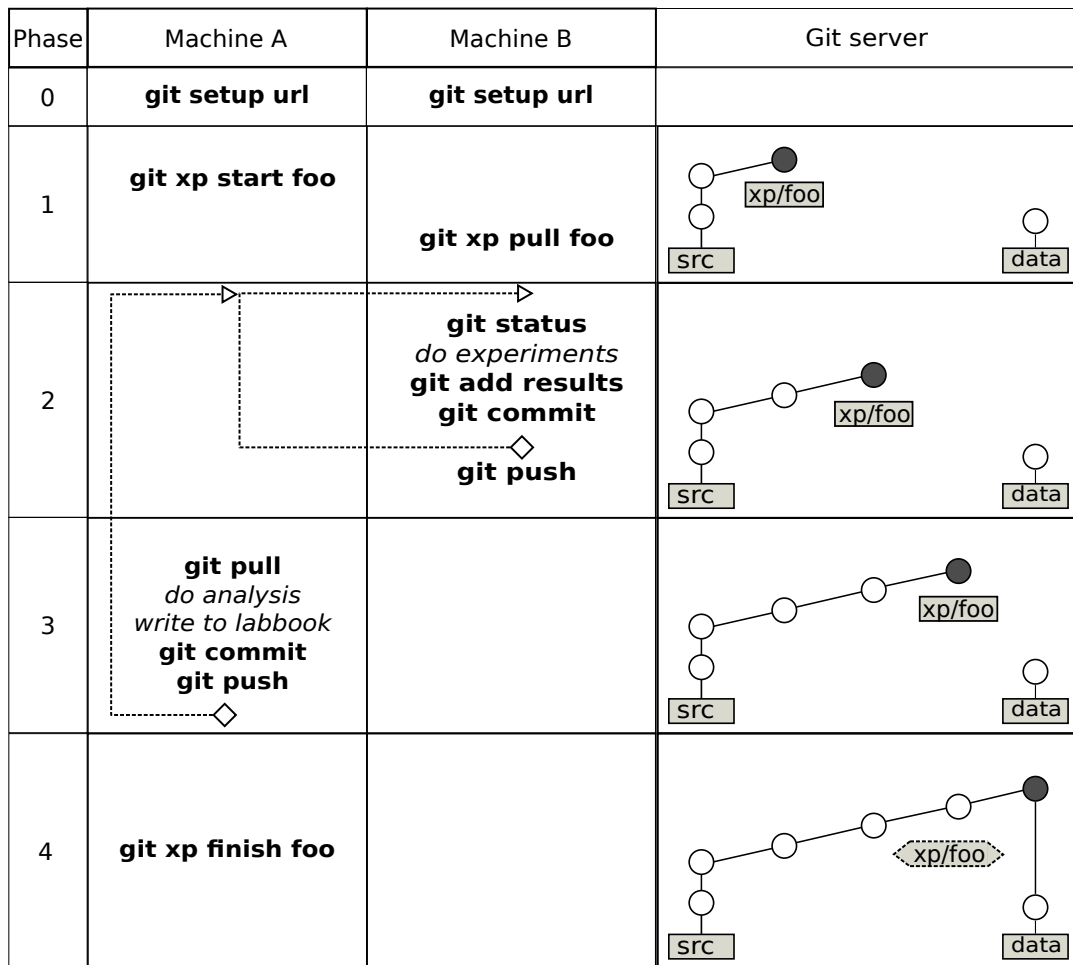 Phase Machine A Machine B Git server
0 git setup url git setup url
1
git xp start foo
git xp pull foo
xp/foo
src data
2
git status
do experiments
git add results
git commit
git push
xp/foo
src data
3
git pull
do analysis
write to labbook
git commit
git push
xp/foo
src data
4 git xp finish foo
xp/foo
src data